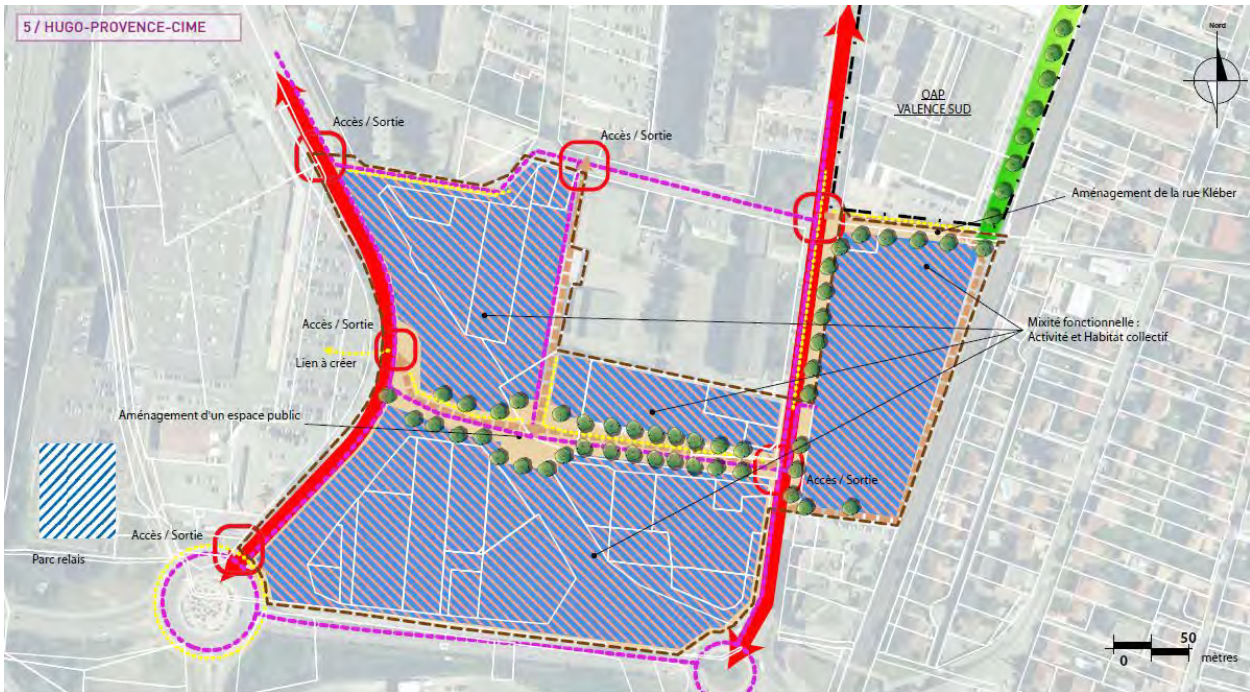 5 / HUGO-PROVENCE-CIME
Nord
OAP
VALENCE SUD
Accès / Sortie
Accès / Sortie
Aménagement de la rue Kléber
Accès / Sortie
Lien à créer
Mixité fonctionnelle :
Activité et Habitat collectif
Aménagement d'un espace public
Accès / Sortie
Accès / Sortie
Parc relais
50
0
mètres